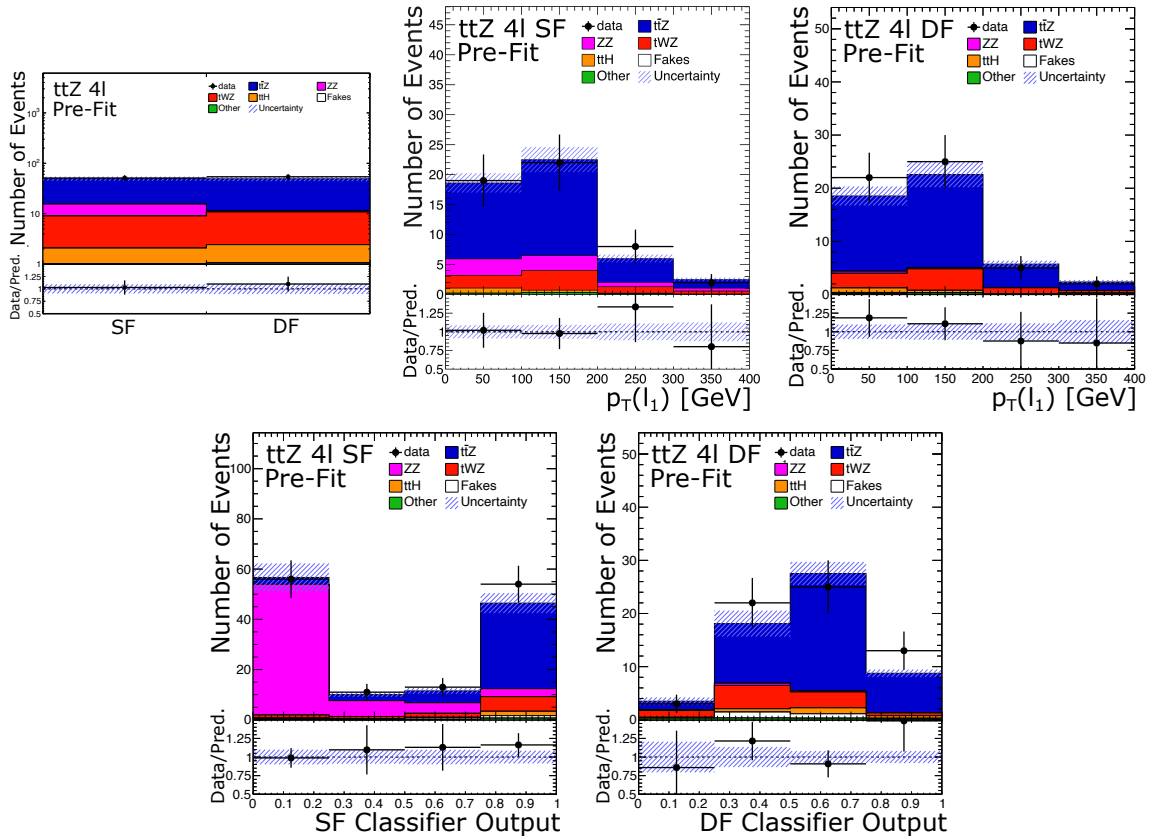 ttZ 4l
Pre-Fit
data tt̄Z ZZ
tWZ ttH Fakes
Other Uncertainty
Number of Events
10³
10²
10
1
Data/Pred.
1.25
1
0.75
0.5
SF DF
ttZ 4l SF
Pre-Fit
data tt̄Z
ZZ tWZ
ttH Fakes
Other Uncertainty
Number of Events
45
40
35
30
25
20
15
10
5
0
Data/Pred.
1.25
1
0.75
0.5
0 50 100 150 200 250 300 350 400
p_T(l_1) [GeV]
ttZ 4l DF
Pre-Fit
data tt̄Z
ZZ tWZ
ttH Fakes
Other Uncertainty
Number of Events
50
40
30
20
10
0
Data/Pred.
1.25
1
0.75
0.5
0 50 100 150 200 250 300 350 400
p_T(l_1) [GeV]
ttZ 4l SF
Pre-Fit
data tt̄Z
ZZ tWZ
ttH Fakes
Other Uncertainty
Number of Events
100
80
60
40
20
0
Data/Pred.
1.25
1
0.75
0.5
0 0.1 0.2 0.3 0.4 0.5 0.6 0.7 0.8 0.9 1
SF Classifier Output
ttZ 4l DF
Pre-Fit
data tt̄Z
ZZ tWZ
ttH Fakes
Other Uncertainty
Number of Events
50
40
30
20
10
0
Data/Pred.
1.25
1
0.75
0.5
0 0.1 0.2 0.3 0.4 0.5 0.6 0.7 0.8 0.9 1
DF Classifier Output